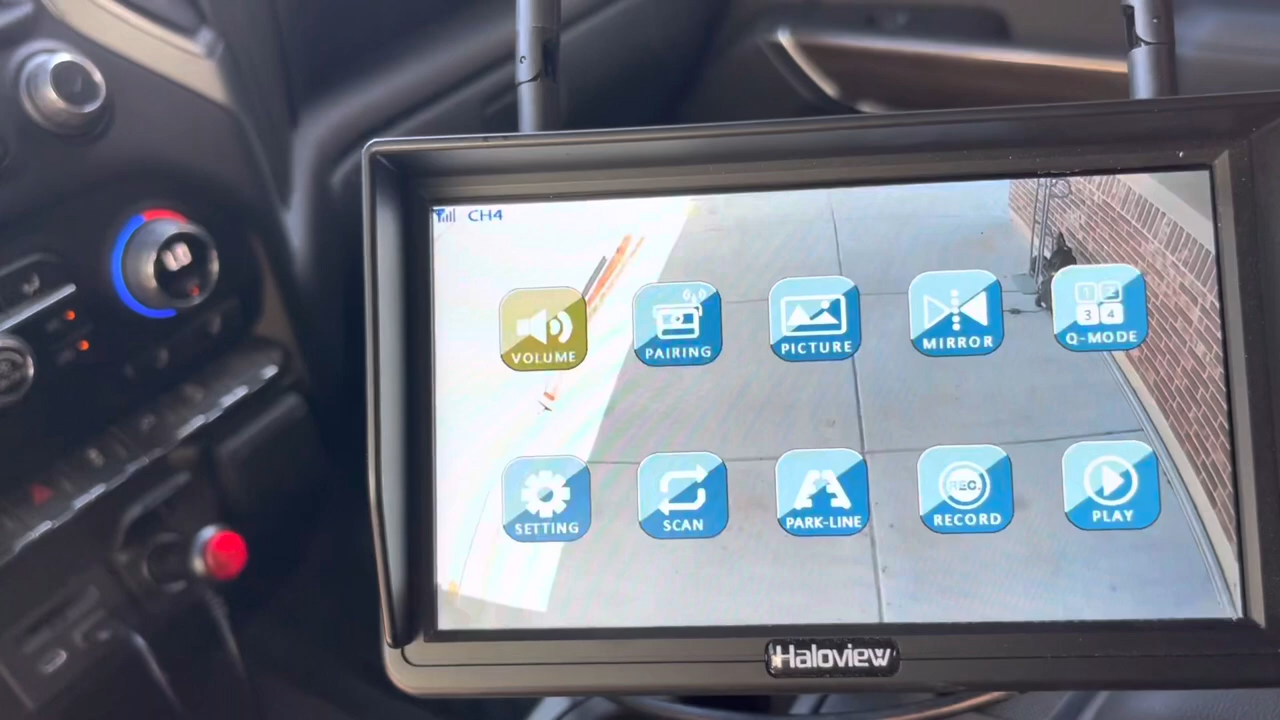 CH4
VOLUME
PAIRING
PICTURE
MIRROR
1 2
3 4
Q-MODE
SETTING
SCAN
PARK-LINE
REC.
RECORD
PLAY
Haloview